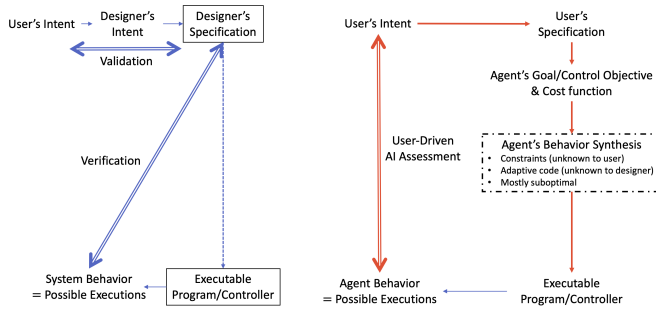 User's Intent
Designer's
Intent
Designer's
Specification
Validation
Verification
System Behavior
= Possible Executions
Executable
Program/Controller
User's Intent
User's
Specification
Agent's Goal/Control Objective
& Cost function
User-Driven
AI Assessment
Agent's Behavior Synthesis
• Constraints (unknown to user)
• Adaptive code (unknown to designer)
• Mostly suboptimal
Agent Behavior
= Possible Executions
Executable
Program/Controller